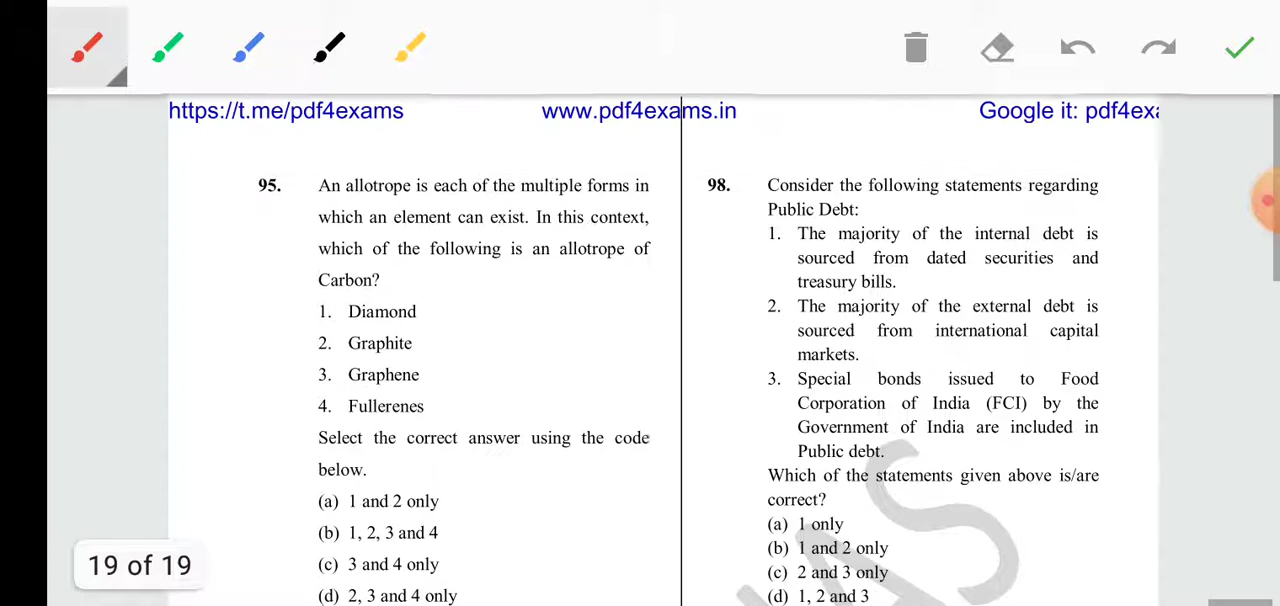 https://t.me/pdf4exams www.pdf4exams.in Google it: pdf4exa
95. An allotrope is each of the multiple forms in
which an element can exist. In this context,
which of the following is an allotrope of
Carbon?
1. Diamond
2. Graphite
3. Graphene
4. Fullerenes
Select the correct answer using the code
below.
(a) 1 and 2 only
(b) 1, 2, 3 and 4
(c) 3 and 4 only
(d) 2, 3 and 4 only
98. Consider the following statements regarding
Public Debt:
1. The majority of the internal debt is
sourced from dated securities and
treasury bills.
2. The majority of the external debt is
sourced from international capital
markets.
3. Special bonds issued to Food
Corporation of India (FCI) by the
Government of India are included in
Public debt.
Which of the statements given above is/are
correct?
(a) 1 only
(b) 1 and 2 only
(c) 2 and 3 only
(d) 1, 2 and 3
19 of 19